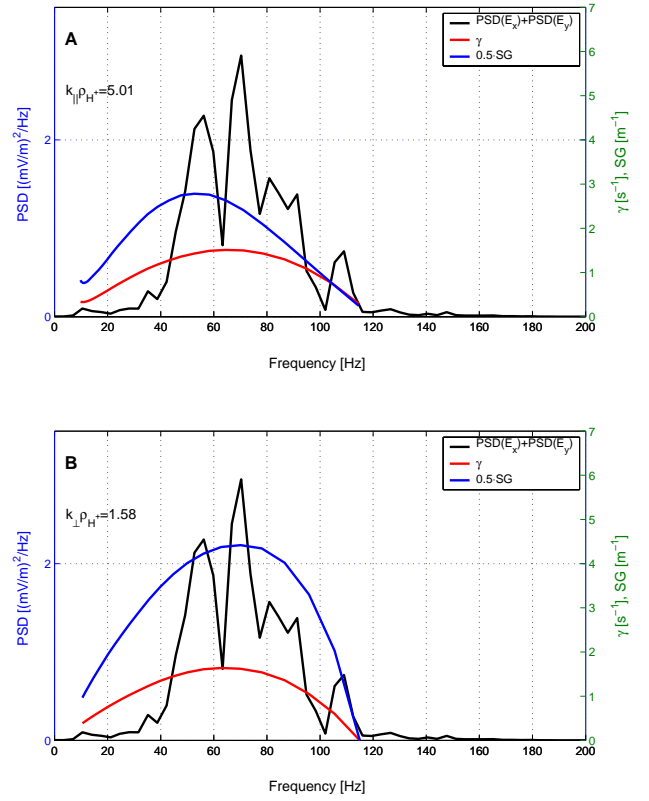 A
k∥ρH+=5.01
PSD(Ex)+PSD(Ey)
γ
0.5·SG
PSD [(mV/m)²/Hz]
0
2
0 20 40 60 80 100 120 140 160 180 200
Frequency [Hz]
0
1
2
3
4
5
6
7
γ [s⁻¹], SG [m⁻¹]
B
k⊥ρH+=1.58
PSD(Ex)+PSD(Ey)
γ
0.5·SG
PSD [(mV/m)²/Hz]
0
2
0 20 40 60 80 100 120 140 160 180 200
Frequency [Hz]
0
1
2
3
4
5
6
7
γ [s⁻¹], SG [m⁻¹]